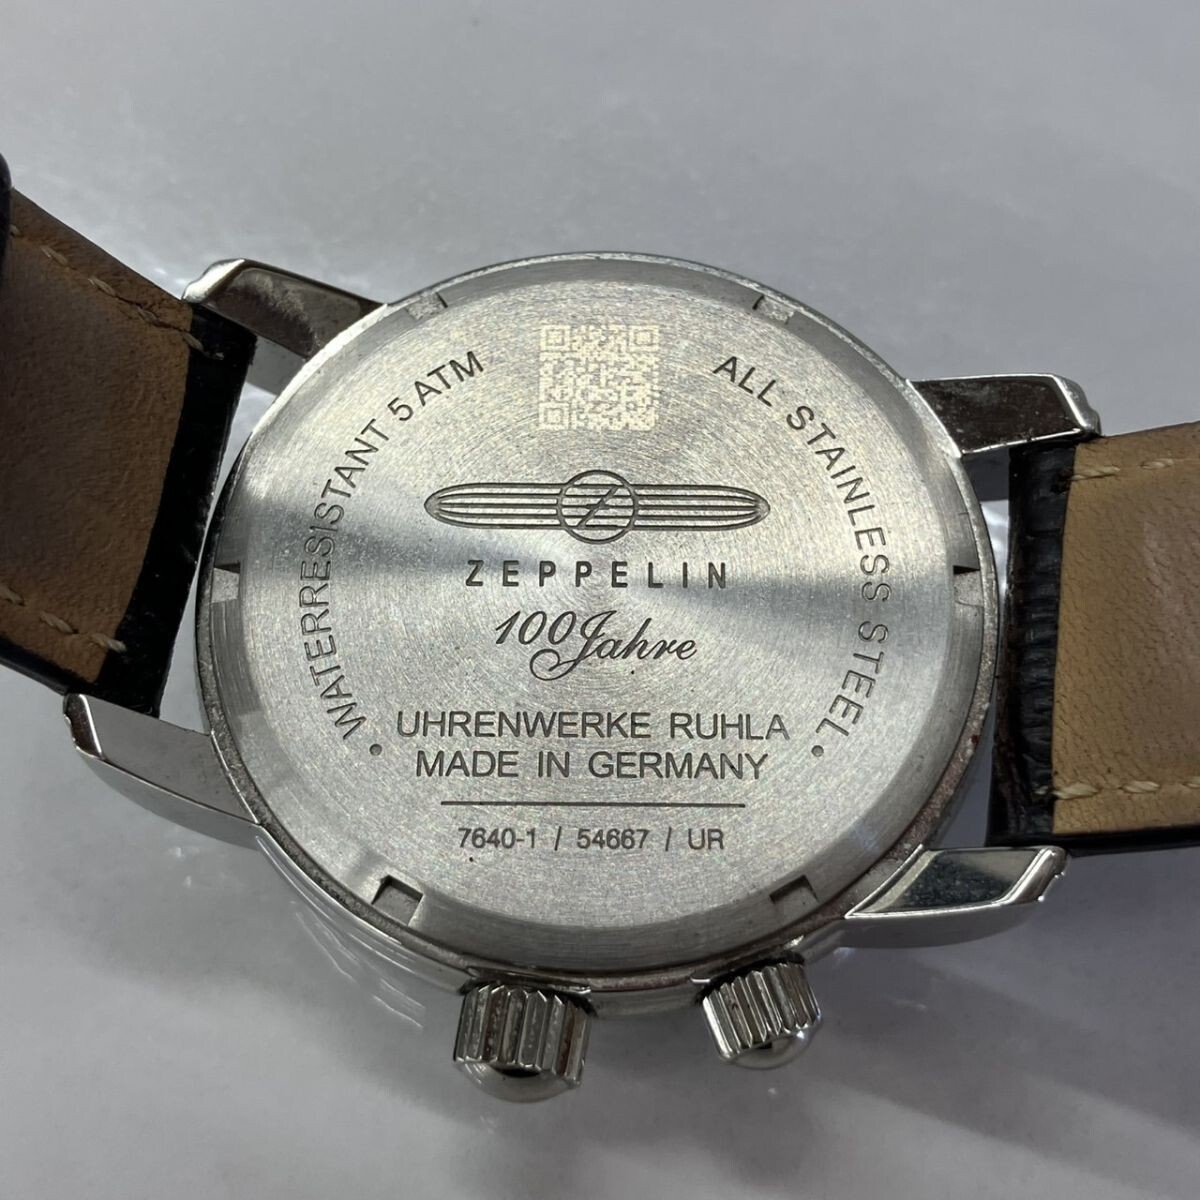 WATERRESISTANT 5 ATM
ALL STAINLESS STEEL
Z
ZEPPELIN
100 Jahre
UHRENWERKE RUHLA
MADE IN GERMANY
7640-1 / 54667 / UR